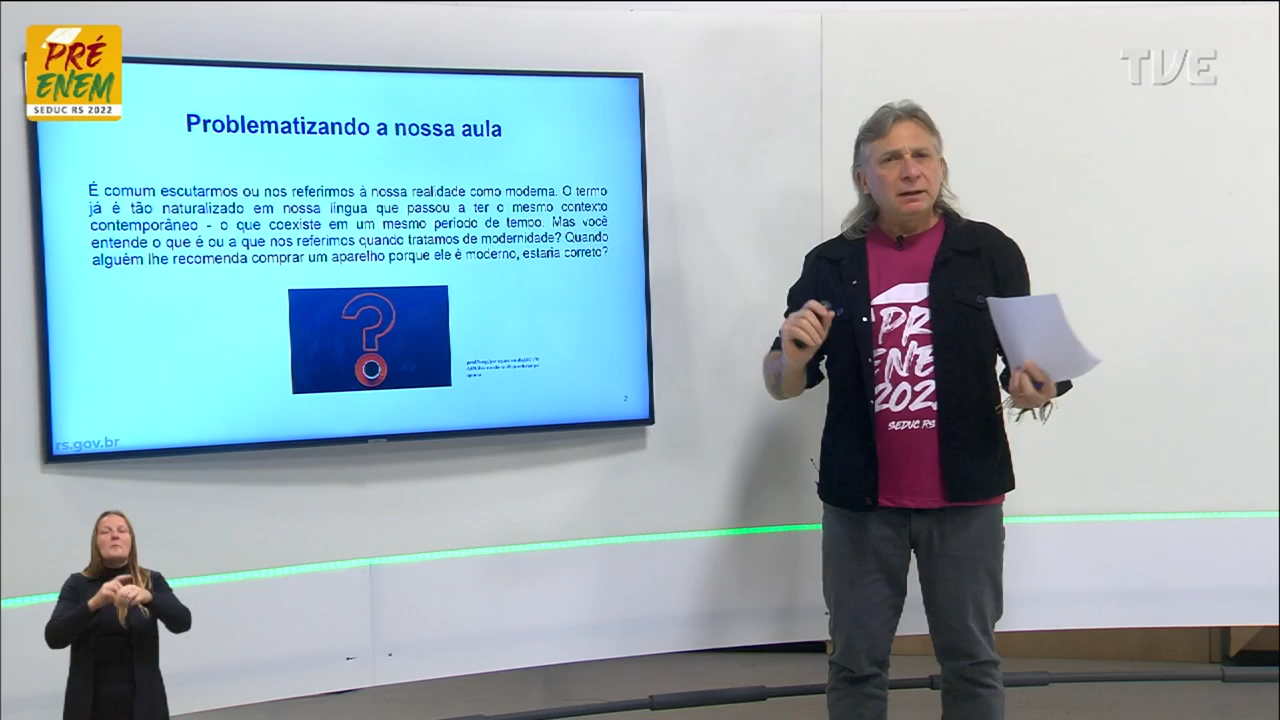 PRÉ
ENEM
SEDUC RS 2022
TVE
Problematizando a nossa aula
É comum escutarmos ou nos referirmos à nossa realidade como moderna. O termo
já é tão naturalizado em nossa língua que passou a ter o mesmo contexto
contemporâneo - o que coexiste em um mesmo período de tempo. Mas você
entende o que é ou a que nos referimos quando tratamos de modernidade? Quando
alguém lhe recomenda comprar um aparelho porque ele é moderno, estaria correto?
2
rs.gov.br
PR
ENE
202
SEDUC RS